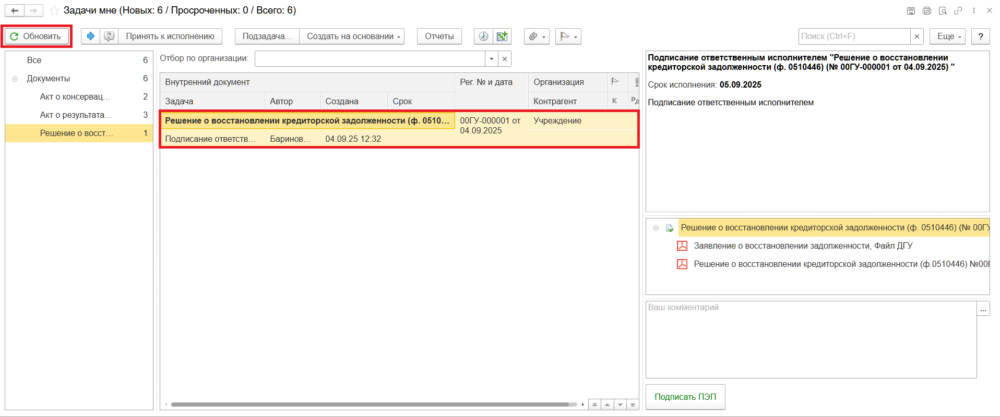 Задачи мне (Новых: 6 / Просроченных: 0 / Всего: 6)
Обновить
Принять к исполнению
Подзадача...
Создать на основании
Отчеты
Поиск (Ctrl+F)
Еще
?
Все 6
Документы 6
Акт о консервац... 2
Акт о результата... 3
Решение о восст... 1
Отбор по организации:
Внутренний документ Рег. № и дата Организация
Задача Автор Создана Срок Контрагент К Рд
Решение о восстановлении кредиторской задолженности (ф. 0510... 00ГУ-000001 от Учреждение
04.09.2025
Подписание ответств... Баринов... 04.09.25 12:32
Подписание ответственным исполнителем "Решение о восстановлении
кредиторской задолженности (ф. 0510446) (№ 00ГУ-000001 от 04.09.2025) "
Срок исполнения: 05.09.2025
Подписание ответственным исполнителем
Решение о восстановлении кредиторской задолженности (ф. 0510446) (№ 00ГУ
Заявление о восстановлении задолженности, Файл ДГУ
Решение о восстановлении кредиторской задолженности (ф.0510446) №00Г
Ваш комментарий
...
Подписать ПЭП